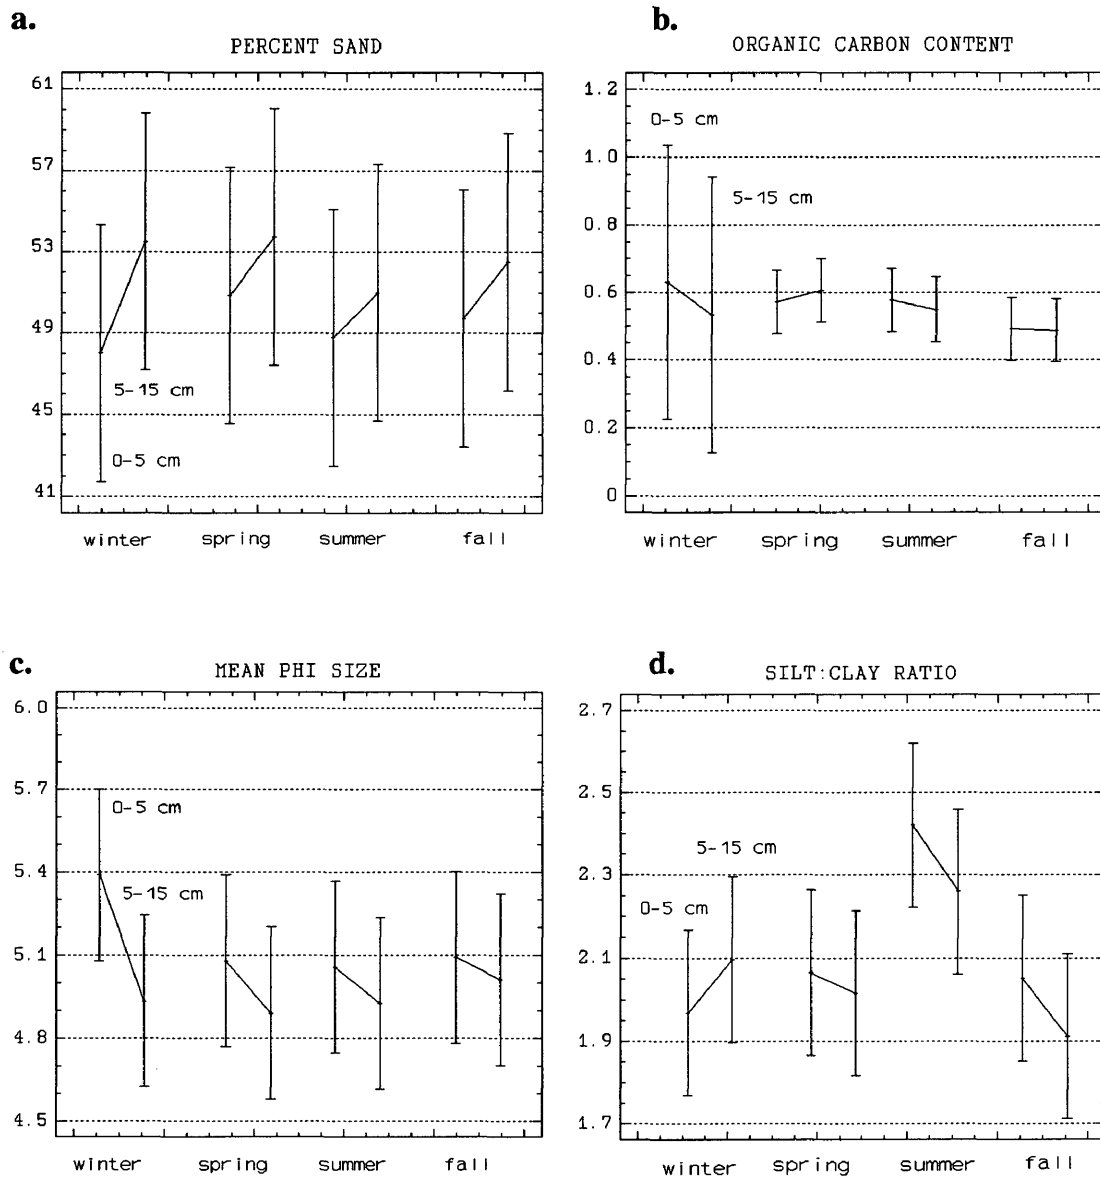 a.
PERCENT SAND
61
57
53
49
45
41
5-15 cm
0-5 cm
winter spring summer fall
b.
ORGANIC CARBON CONTENT
1.2
1.0
0.8
0.6
0.4
0.2
0
0-5 cm
5-15 cm
winter spring summer fall
c.
MEAN PHI SIZE
6.0
5.7
5.4
5.1
4.8
4.5
0-5 cm
5-15 cm
winter spring summer fall
d.
SILT:CLAY RATIO
2.7
2.5
2.3
2.1
1.9
1.7
5-15 cm
0-5 cm
winter spring summer fall